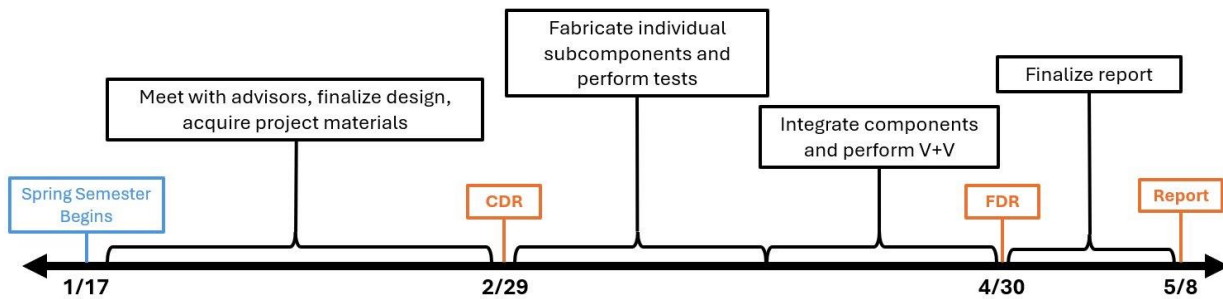 Fabricate individual
subcomponents and
perform tests
Finalize report
Meet with advisors, finalize design,
acquire project materials
Integrate components
and perform V+V
Spring Semester
Begins
CDR
FDR
Report
1/17
2/29
4/30
5/8